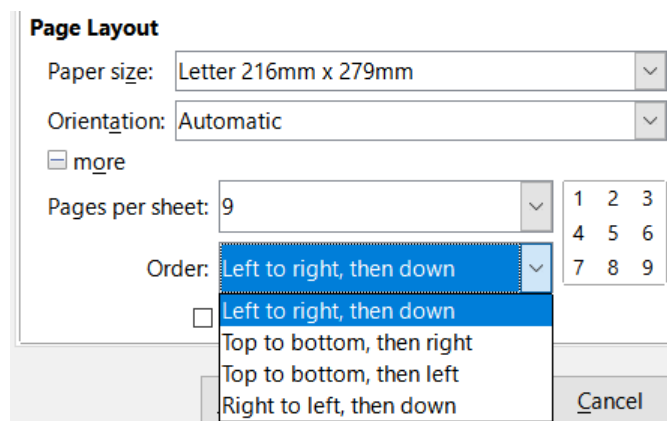 Page Layout
Paper size: Letter 216mm x 279mm
Orientation: Automatic
more
Pages per sheet: 9
1 2 3
4 5 6
7 8 9
Order: Left to right, then down
Left to right, then down
Top to bottom, then right
Top to bottom, then left
Right to left, then down
Cancel